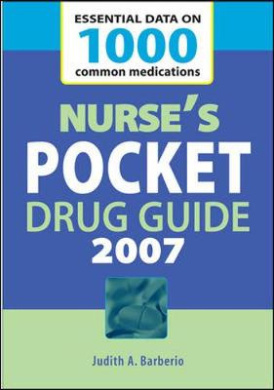 ESSENTIAL DATA ON
1000
common medications
NURSE'S
POCKET
DRUG GUIDE
2007
Judith A. Barberio